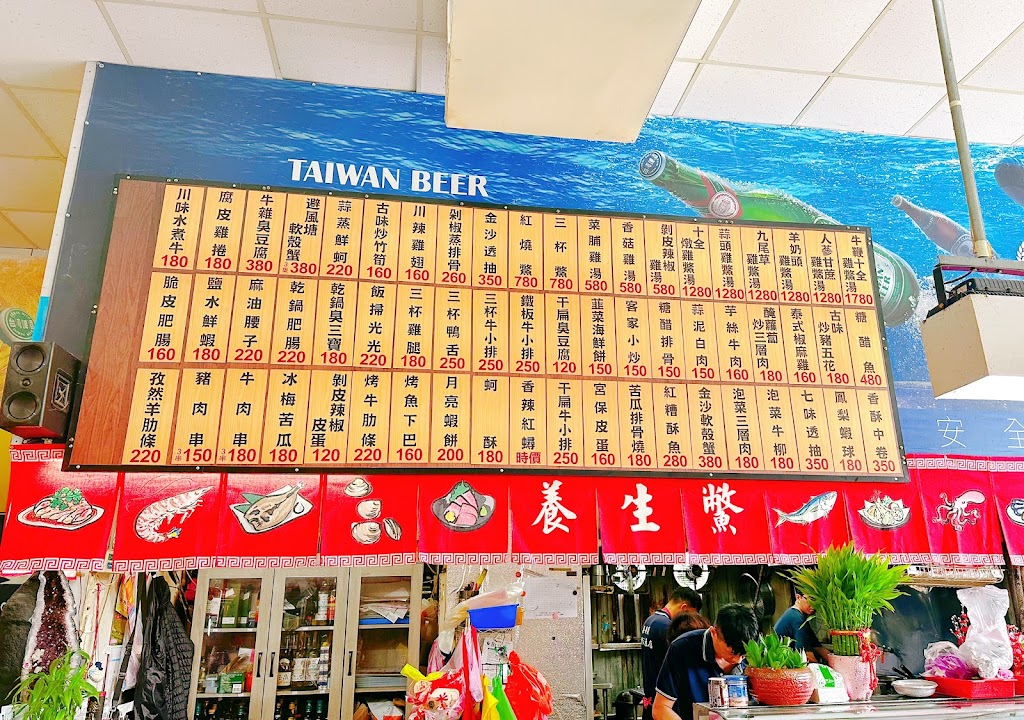 TAIWAN BEER
牛鞭十全雞鱉湯 1780
人蔘甘蔗雞鱉湯 1280
羊奶頭雞鱉湯 1280
九尾草雞鱉湯 1280
蒜頭雞鱉湯 1280
十全燉雞鱉湯 1280
剝皮辣椒雞湯 580
香菇雞湯 580
菜脯雞湯 580
三杯鱉 780
紅燒鱉 780
金沙透抽 350
剁椒蒸排骨 260
川辣雞翅 160
古味炒竹筍 160
蒜蒸鮮蚵 220
避風塘軟殼蟹 380
牛雜臭豆腐 380
腐皮雞捲 180
川味水煮牛 180
糖醋魚 480
古味炒豬五花 180
泰式椒麻雞 160
醃蘿蔔炒三層肉 180
芋絲牛肉 160
蒜泥白肉 150
糖醋排骨 150
客家小炒 150
韮菜海鮮餅 150
干扁臭豆腐 120
鐵板牛小排 250
三杯牛小排 250
三杯鴨舌 250
三杯雞腿 180
飯掃光光 220
乾鍋臭三寶 180
乾鍋肥腸 220
麻油腰子 220
鹽水鮮蝦 180
脆皮肥腸 160
香酥中卷 350
鳳梨蝦球 180
七味透抽 350
泡菜牛柳 180
泡菜三層肉 180
金沙軟殼蟹 380
紅糟酥魚 280
苦瓜排骨燒 180
宮保皮蛋 160
干扁牛小排 250
香辣紅蟳 時價
蚵酥 180
月亮蝦餅 200
烤魚下巴 160
烤牛肋條 220
剝皮辣椒皮蛋 120
冰梅苦瓜 180
牛肉串 3串 180
豬肉串 3串 150
孜然羊肋條 220
安全
養生鱉